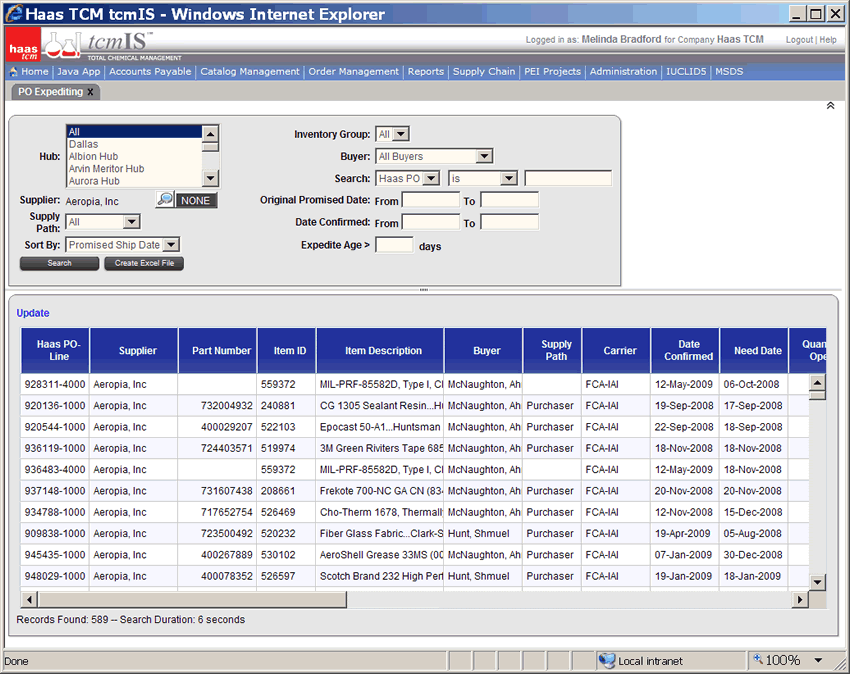 Haas TCM tcmIS - Windows Internet Explorer
haas tcm
tcmIS™
TOTAL CHEMICAL MANAGEMENT
Logged in as: Melinda Bradford for Company Haas TCM Logout | Help
Home | Java App | Accounts Payable | Catalog Management | Order Management | Reports | Supply Chain | PEI Projects | Administration | IUCLID5 | MSDS
PO Expediting X
Hub:
All
Dallas
Albion Hub
Arvin Meritor Hub
Aurora Hub
Supplier: Aeropia, Inc NONE
Supply Path: All
Sort By: Promised Ship Date
Search Create Excel File
Inventory Group: All
Buyer: All Buyers
Search: Haas PO is
Original Promised Date: From To
Date Confirmed: From To
Expedite Age > days
Update
Haas PO-Line Supplier Part Number Item ID Item Description Buyer Supply Path Carrier Date Confirmed Need Date Quan Ope
928311-4000 Aeropia, Inc 559372 MIL-PRF-85582D, Type I, Cl McNaughton, Ah FCA-IAI 12-May-2009 06-Oct-2008
920136-1000 Aeropia, Inc 732004932 240881 CG 1305 Sealant Resin...Hu McNaughton, Ah Purchaser FCA-IAI 19-Sep-2008 17-Sep-2008
920544-1000 Aeropia, Inc 400029207 522103 Epocast 50-A1...Huntsman McNaughton, Ah Purchaser FCA-IAI 22-Sep-2008 18-Sep-2008
936119-1000 Aeropia, Inc 724403571 519974 3M Green Riviters Tape 685 McNaughton, Ah Purchaser FCA-IAI 18-Nov-2008 18-Nov-2008
936483-4000 Aeropia, Inc 559372 MIL-PRF-85582D, Type I, Cl McNaughton, Ah FCA-IAI 12-May-2009 18-Nov-2008
937148-1000 Aeropia, Inc 731607438 208661 Frekote 700-NC GA CN (834 McNaughton, Ah Purchaser FCA-IAI 20-Nov-2008 20-Nov-2008
934788-1000 Aeropia, Inc 717652754 526469 Cho-Therm 1678, Thermally McNaughton, Ah Purchaser FCA-IAI 12-Nov-2008 15-Dec-2008
909838-1000 Aeropia, Inc 723500492 520232 Fiber Glass Fabric...Clark-S Hunt, Shmuel Purchaser FCA-IAI 19-Apr-2009 05-Aug-2008
945435-1000 Aeropia, Inc 400267889 530102 AeroShell Grease 33MS (00 McNaughton, Ah Purchaser FCA-IAI 07-Jan-2009 30-Dec-2008
948029-1000 Aeropia, Inc 400078352 526597 Scotch Brand 232 High Perf Hunt, Shmuel Purchaser FCA-IAI 19-Jan-2009 18-Jan-2009
Records Found: 589 -- Search Duration: 6 seconds
Done Local intranet 100%